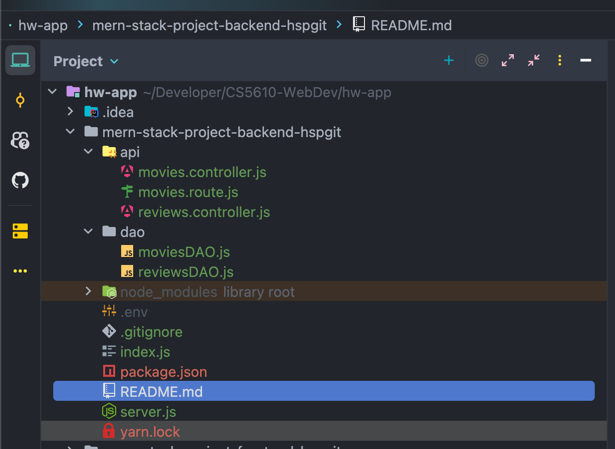 hw-app > mern-stack-project-backend-hspgit > README.md
Project
hw-app ~/Developer/CS5610-WebDev/hw-app
.idea
mern-stack-project-backend-hspgit
api
movies.controller.js
movies.route.js
reviews.controller.js
dao
JS moviesDAO.js
JS reviewsDAO.js
node_modules library root
.env
.gitignore
index.js
package.json
README.md
server.js
yarn.lock